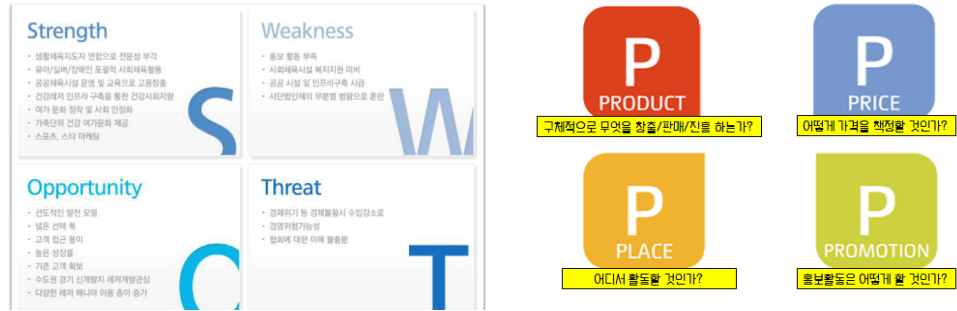 Strength
· 생활체육지도자 연합으로 전문성 부각
· 유아/실버/장애인 포괄적 사회체육활동
· 공공체육시설 운영 및 교육으로 고용창출
· 건강레저 인프라 구축을 통한 건강사회지향
· 여가 문화 정착 및 사회 안정화
· 가족단위 건강 여가문화 제공
· 스포츠, 스타 마케팅
S
Weakness
· 홍보 활동 부족
· 사회체육시설 복지지원 미비
· 공공 시설 및 인프라구축 시급
· 사단법인체의 무분별 범람으로 혼란
W
Opportunity
· 선도적인 발전 모델
· 넓은 선택 폭
· 고객 접근 용이
· 높은 성장률
· 기존 고객 확보
· 수도권 경기 신개발지 레저개발관심
· 다양한 레저 매니아 이용 층이 증가
O
Threat
· 경제위기 등 경제불황시 수입감소로
· 경영위험가능성
· 협회에 대한 이해 불충분
T
P
PRODUCT
구체적으로 무엇을 창출/판매/진흥 하는가?
P
PRICE
어떻게 가격을 책정할 것인가?
P
PLACE
어디서 활동할 것인가?
P
PROMOTION
홍보활동은 어떻게 할 것인가?